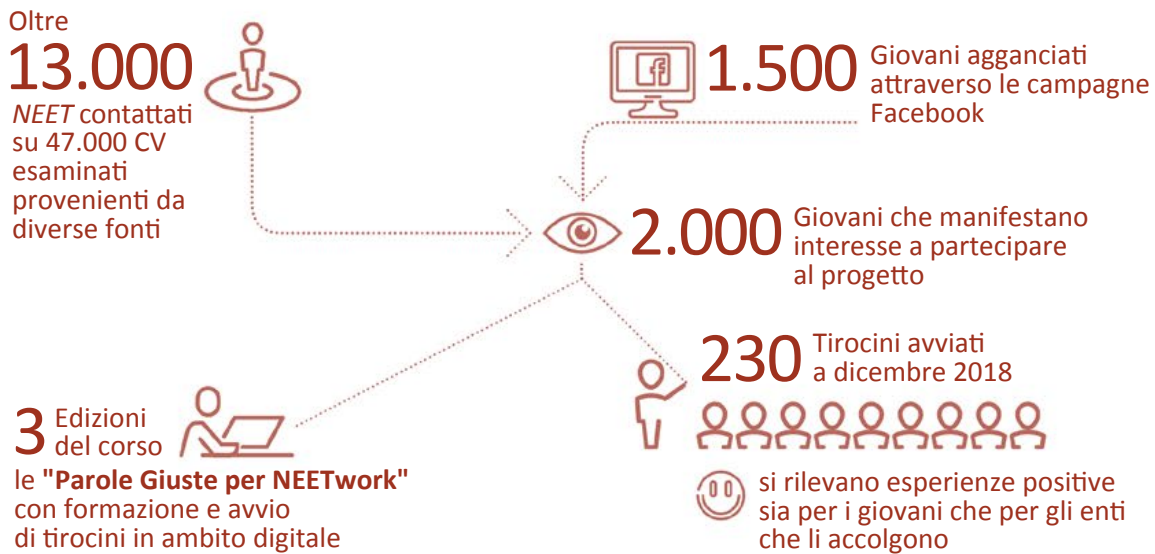 Oltre
13.000
NEET contattati
su 47.000 CV
esaminati
provenienti da
diverse fonti
1.500
Giovani agganciati
attraverso le campagne
Facebook
2.000
Giovani che manifestano
interesse a partecipare
al progetto
3
Edizioni
del corso
le "Parole Giuste per NEETwork"
con formazione e avvio
di tirocini in ambito digitale
230
Tirocini avviati
a dicembre 2018
si rilevano esperienze positive
sia per i giovani che per gli enti
che li accolgono